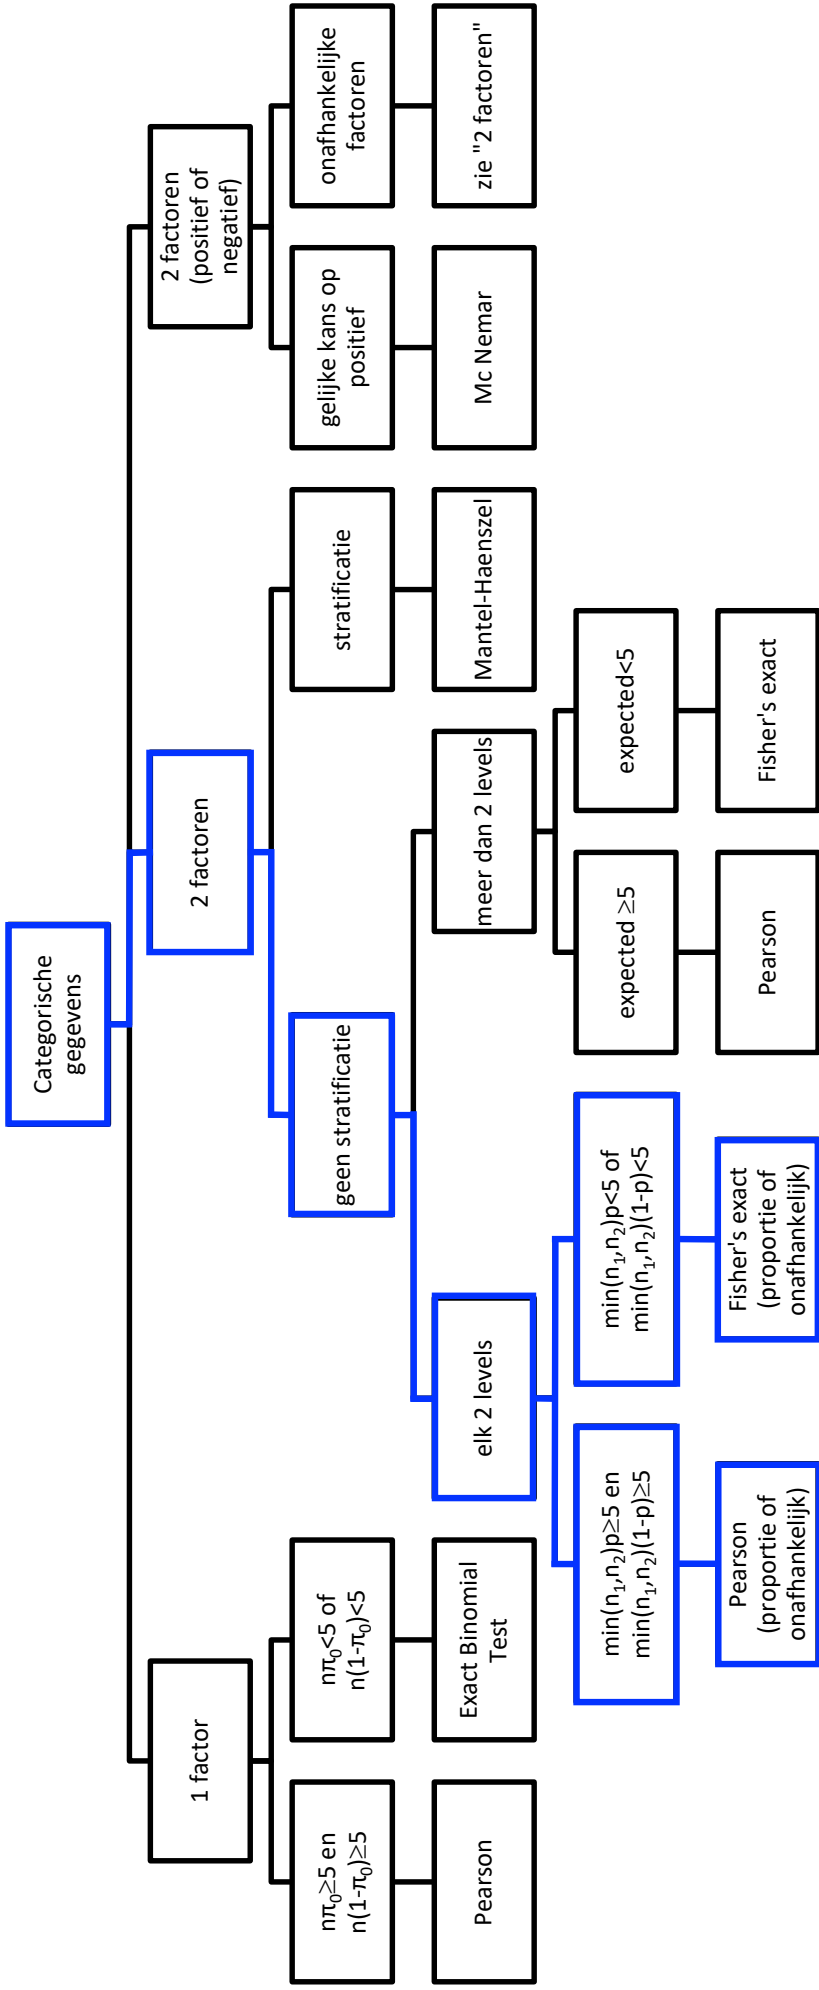 Categorische
gegevens
1 factor
2 factoren
2 factoren
(positief of
negatief)
nπ₀≥5 en
n(1-π₀)≥5
nπ₀<5 of
n(1-π₀)<5
geen stratificatie
stratificatie
gelijke kans op
positief
onafhankelijke
factoren
Pearson
Exact Binomial
Test
elk 2 levels
meer dan 2 levels
Mantel-Haenszel
Mc Nemar
zie "2 factoren"
min(n₁,n₂)p≥5 en
min(n₁,n₂)(1-p)≥5
min(n₁,n₂)p<5 of
min(n₁,n₂)(1-p)<5
expected ≥5
expected<5
Pearson
(proportie of
onafhankelijk)
Fisher's exact
(proportie of
onafhankelijk)
Pearson
Fisher's exact